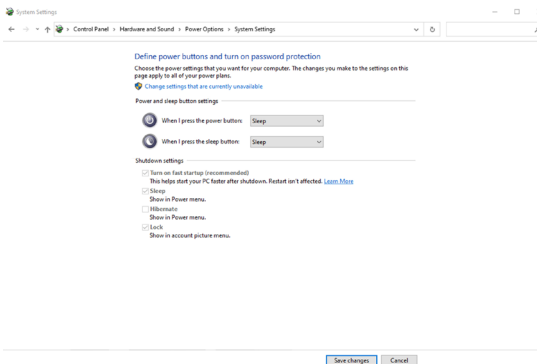 System Settings
Control Panel > Hardware and Sound > Power Options > System Settings
Define power buttons and turn on password protection
Choose the power settings that you want for your computer. The changes you make to the settings on this
page apply to all of your power plans.
Change settings that are currently unavailable
Power and sleep button settings
When I press the power button: Sleep
When I press the sleep button: Sleep
Shutdown settings
Turn on fast startup (recommended)
This helps start your PC faster after shutdown. Restart isn't affected. Learn More
Sleep
Show in Power menu.
Hibernate
Show in Power menu.
Lock
Show in account picture menu.
Save changes Cancel